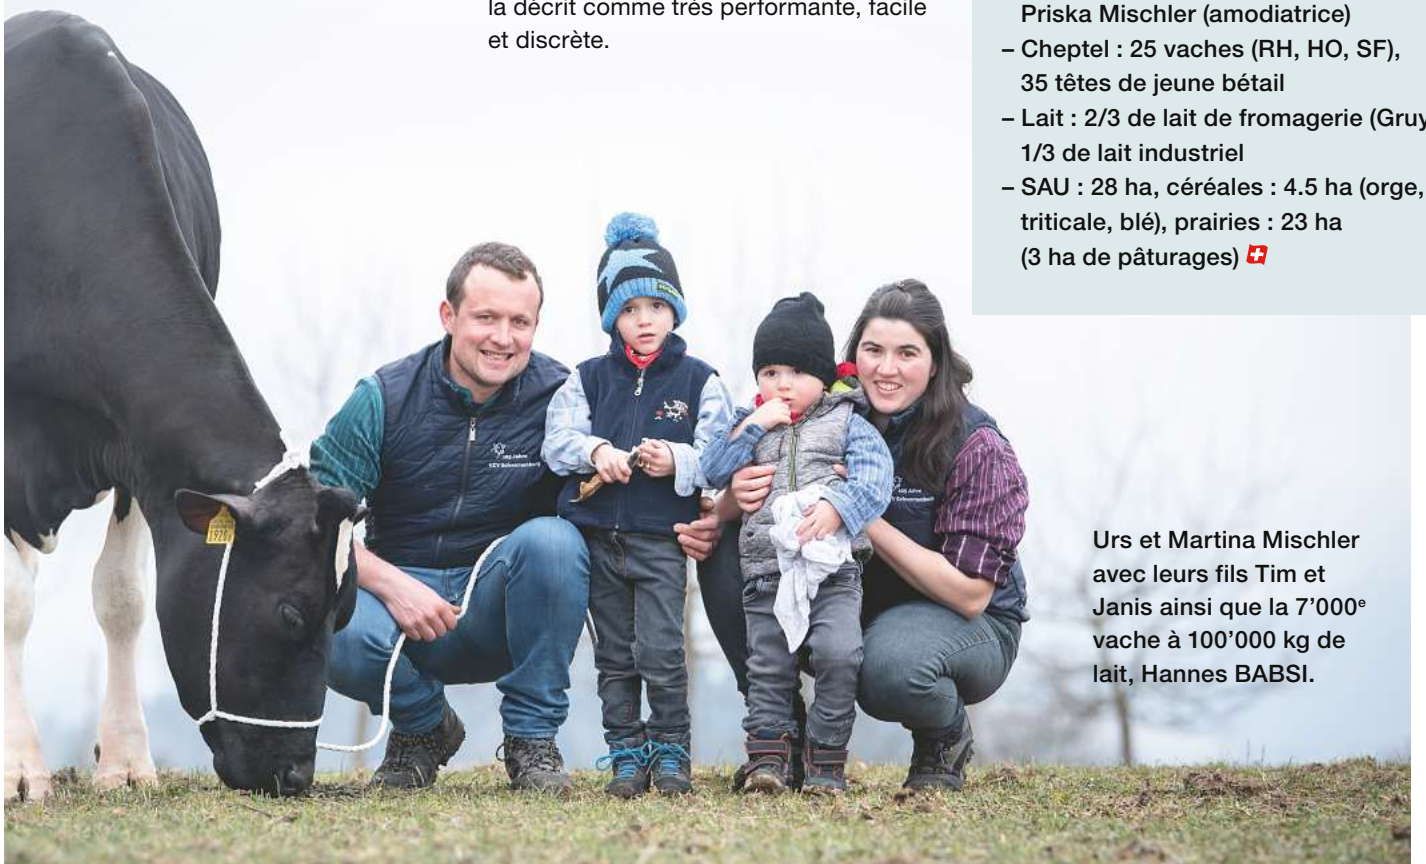 la décrit comme très performante, facile
et discrète.
Priska Mischler (amodiatrice)
– Cheptel : 25 vaches (RH, HO, SF),
35 têtes de jeune bétail
– Lait : 2/3 de lait de fromagerie (Gruy
1/3 de lait industriel
– SAU : 28 ha, céréales : 4.5 ha (orge,
triticale, blé), prairies : 23 ha
(3 ha de pâturages)
Urs et Martina Mischler
avec leurs fils Tim et
Janis ainsi que la 7’000e
vache à 100’000 kg de
lait, Hannes BABSI.